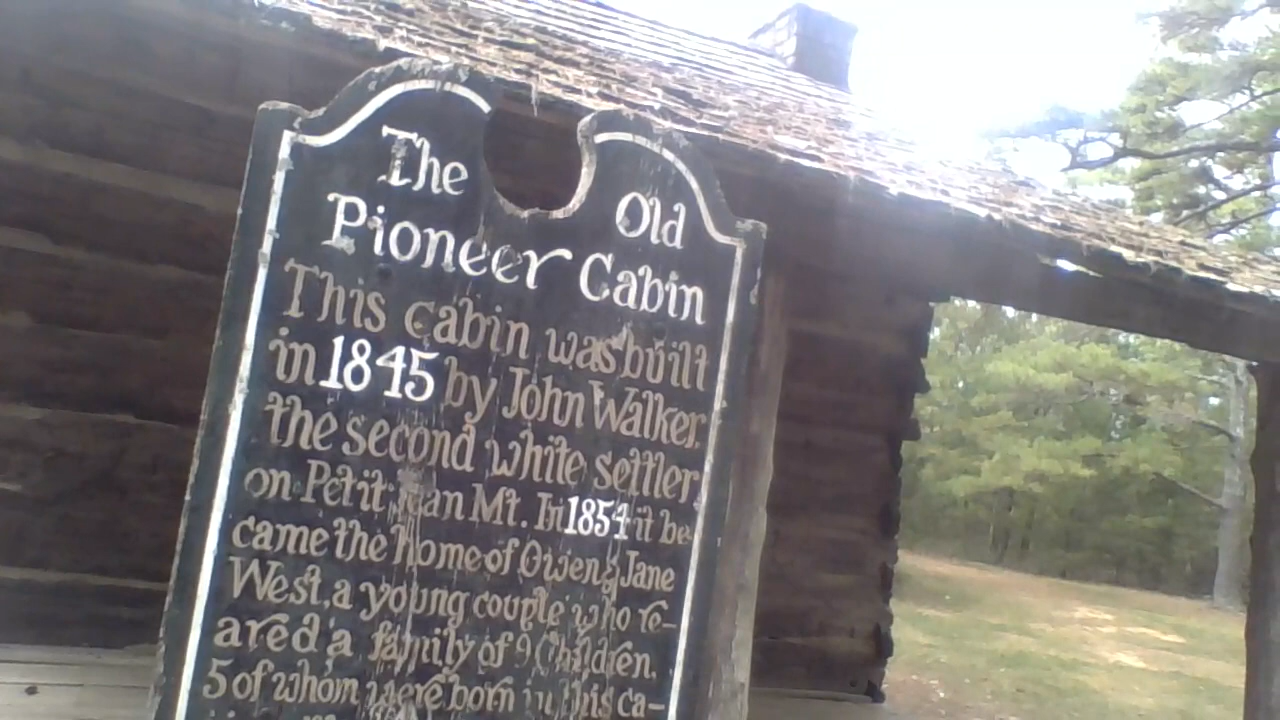 The Old
Pioneer Cabin
This cabin was built
in 1845 by John Walker,
the second white settler
on Petit Jean Mt. In 1854 it be-
came the home of Owen & Jane
West, a young couple who re-
ared a family of 9 Children,
5 of whom were born in this ca-